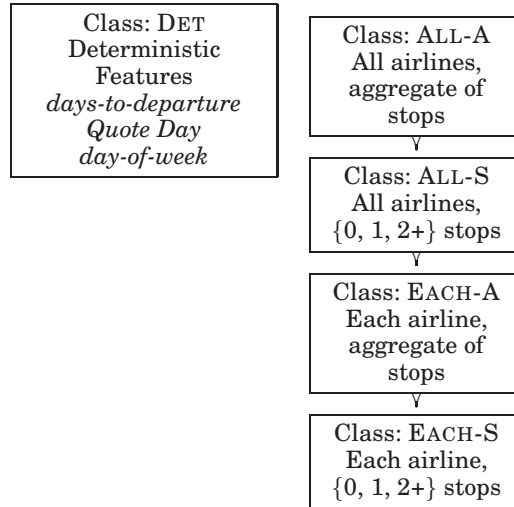 Class: DET
Deterministic
Features
days-to-departure
Quote Day
day-of-week
Class: ALL-A
All airlines,
aggregate of
stops
Class: ALL-S
All airlines,
{0, 1, 2+} stops
Class: EACH-A
Each airline,
aggregate of
stops
Class: EACH-S
Each airline,
{0, 1, 2+} stops